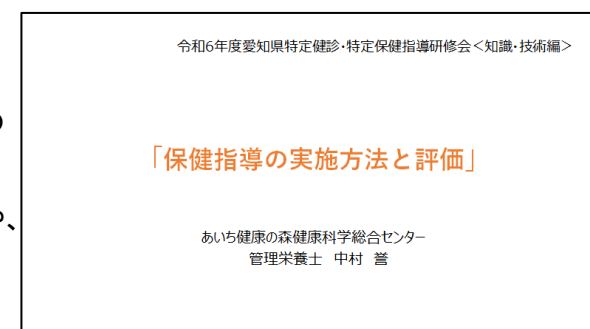 令和6年度愛知県特定健診・特定保健指導研修会<知識・技術編>
「保健指導の実施方法と評価」
あいち健康の森健康科学総合センター
管理栄養士 中村 誉